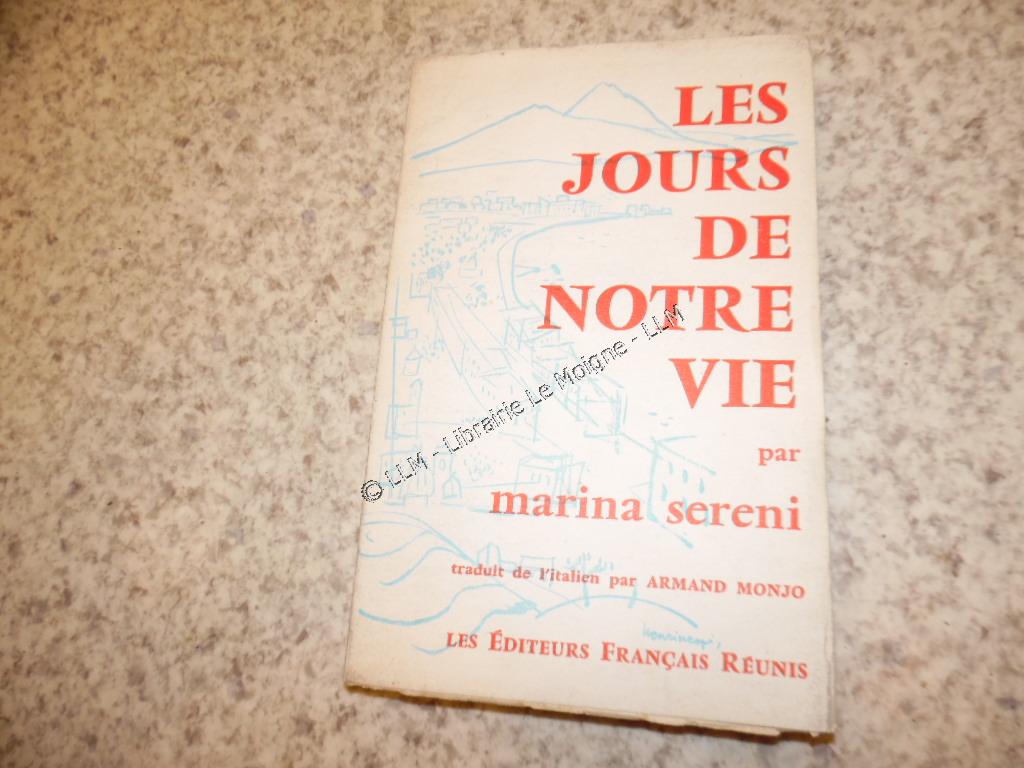 LES
JOURS
DE
NOTRE
VIE
par
marina sereni
traduit de l'italien par ARMAND MONJO
LES ÉDITEURS FRANÇAIS RÉUNIS
© LLM - Librairie Le Moigne - LLM